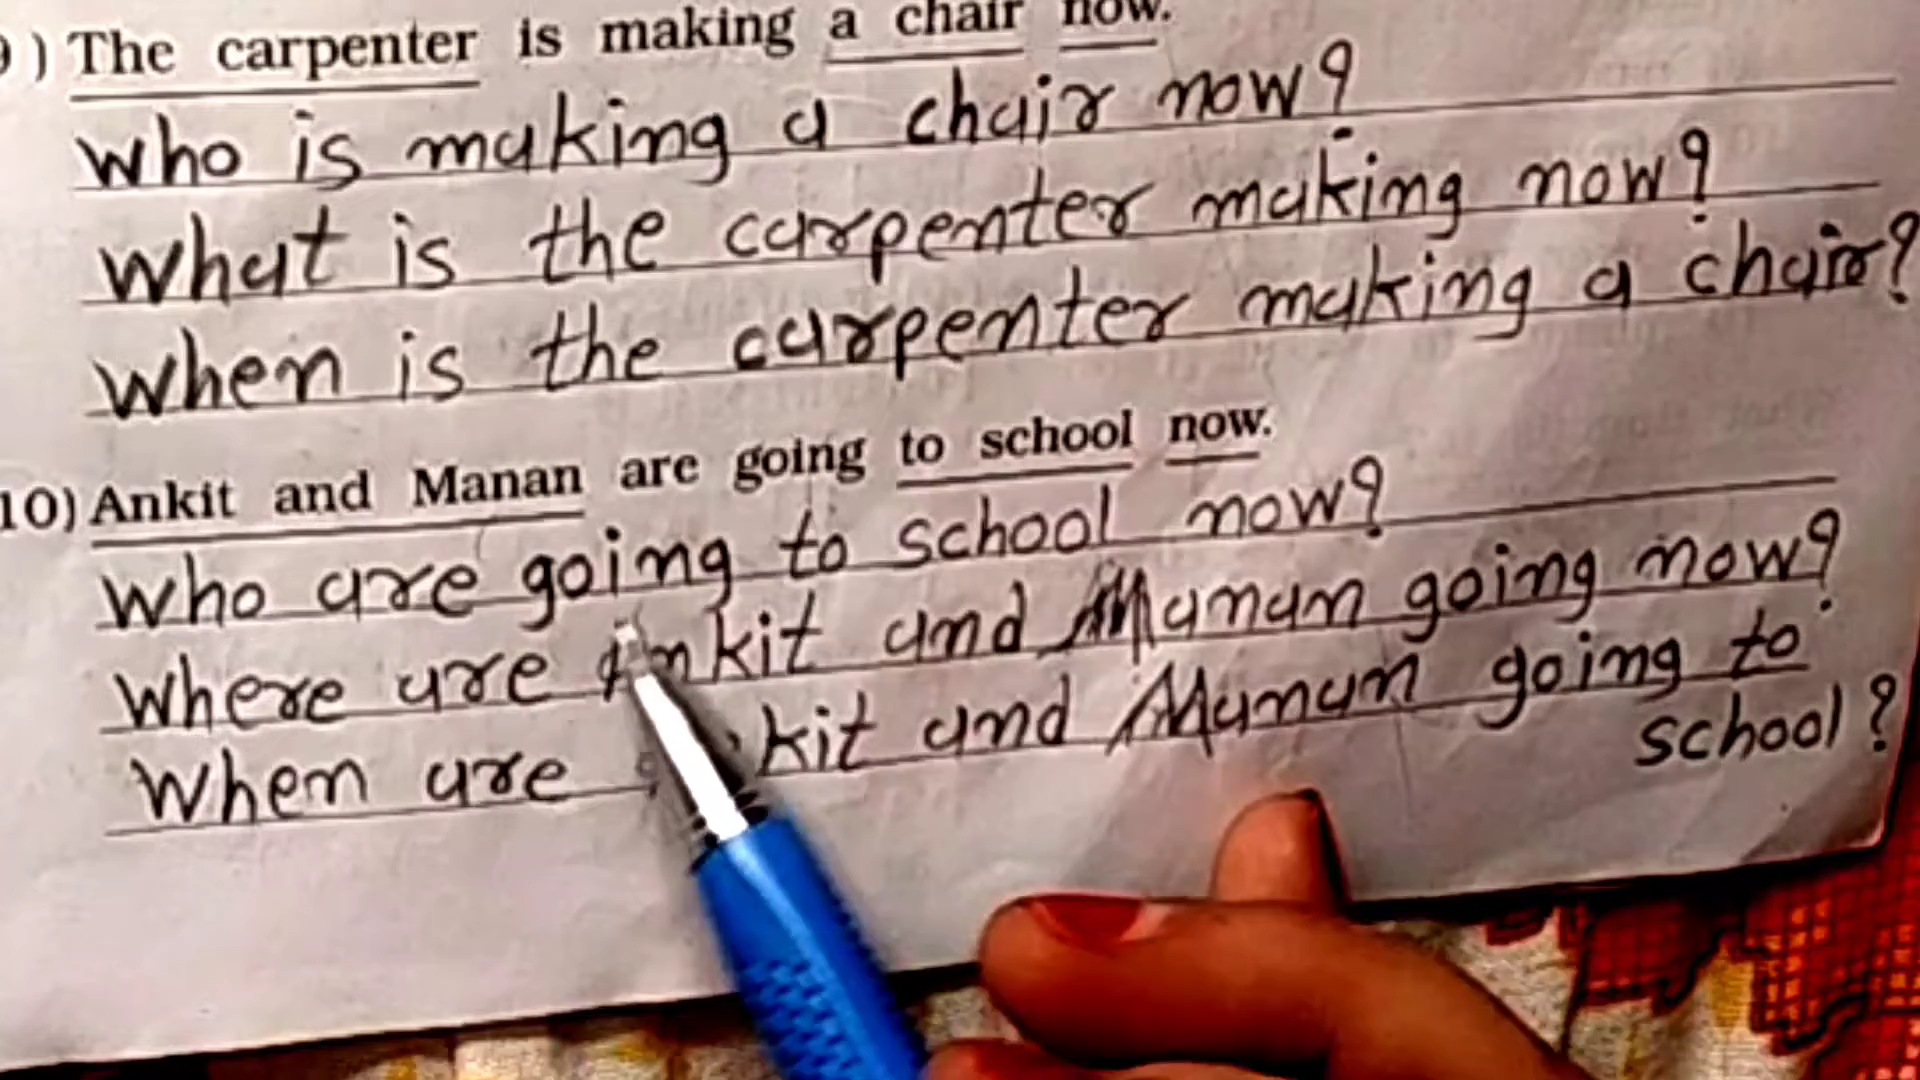 9) The carpenter is making a chair now.
Who is making a chair now?
What is the carpenter making now?
When is the carpenter making a chair?
10) Ankit and Manan are going to school now.
Who are going to school now?
Where are Ankit and Manan going now?
When are kit and Manan going to
school?